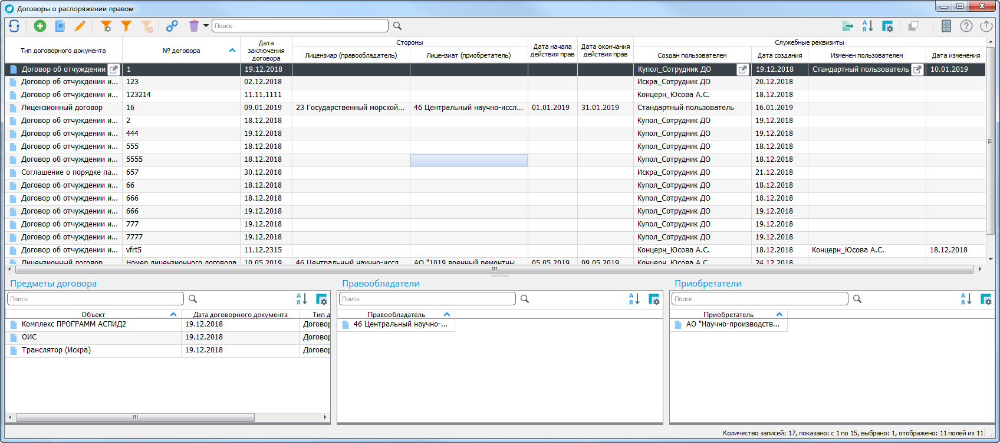 Договоры о распоряжении правом
Поиск
Тип договорного документа № договора Дата заключения договора Стороны Лицензиар (правообладатель) Лицензиат (приобретатель) Дата начала действия прав Дата окончания действия прав Служебные реквизиты Создан пользователем Дата создания Изменен пользователем Дата изменения
Договор об отчуждении 1 19.12.2018 Купол_Сотрудник ДО 19.12.2018 Стандартный пользователь 10.01.2019
Договор об отчуждении и... 123 02.12.2018 Искра_Сотрудник ДО 20.12.2018
Договор об отчуждении и... 123214 11.11.1111 Концерн_Юсова А.С. 18.12.2018
Лицензионный договор 16 09.01.2019 23 Государственный морской... 46 Центральный научно-иссл... 01.01.2019 31.01.2019 Стандартный пользователь 16.01.2019
Договор об отчуждении и... 2 18.12.2018 Купол_Сотрудник ДО 19.12.2018
Договор об отчуждении и... 444 19.12.2018 Купол_Сотрудник ДО 19.12.2018
Договор об отчуждении и... 555 18.12.2018 Купол_Сотрудник ДО 18.12.2018
Договор об отчуждении и... 5555 18.12.2018 Купол_Сотрудник ДО 18.12.2018
Соглашение о порядке па... 657 30.12.2018 Искра_Сотрудник ДО 21.12.2018
Договор об отчуждении и... 66 18.12.2018 Купол_Сотрудник ДО 18.12.2018
Договор об отчуждении и... 666 18.12.2018 Купол_Сотрудник ДО 18.12.2018
Договор об отчуждении и... 666 19.12.2018 Купол_Сотрудник ДО 19.12.2018
Договор об отчуждении и... 777 19.12.2018 Купол_Сотрудник ДО 19.12.2018
Договор об отчуждении и... 7777 19.12.2018 Купол_Сотрудник ДО 19.12.2018
Договор об отчуждении и... vfrt5 11.12.2315 Концерн_Юсова А.С. 18.12.2018 Концерн_Юсова А.С. 18.12.2018
Лицензионный договор Номер лицензионного договора 10.05.2019 46 Центральный научно-иссл... АО "1019 военный ремонтны... 05.05.2019 09.05.2019 Концерн_Юсова А.С. 24.12.2018
Предметы договора
Поиск
Объект Дата договорного документа Тип д
Комплекс ПРОГРАММ АСПИД2 19.12.2018 Договор
ОИС 19.12.2018 Договор
Транслятор (Искра) 19.12.2018 Договор
Правообладатели
Поиск
Правообладатель
46 Центральный научно-...
Приобретатели
Поиск
Приобретатель
АО "Научно-производств...
Количество записей: 17, показано: с 1 по 15, выбрано: 1, отображено: 11 полей из 11